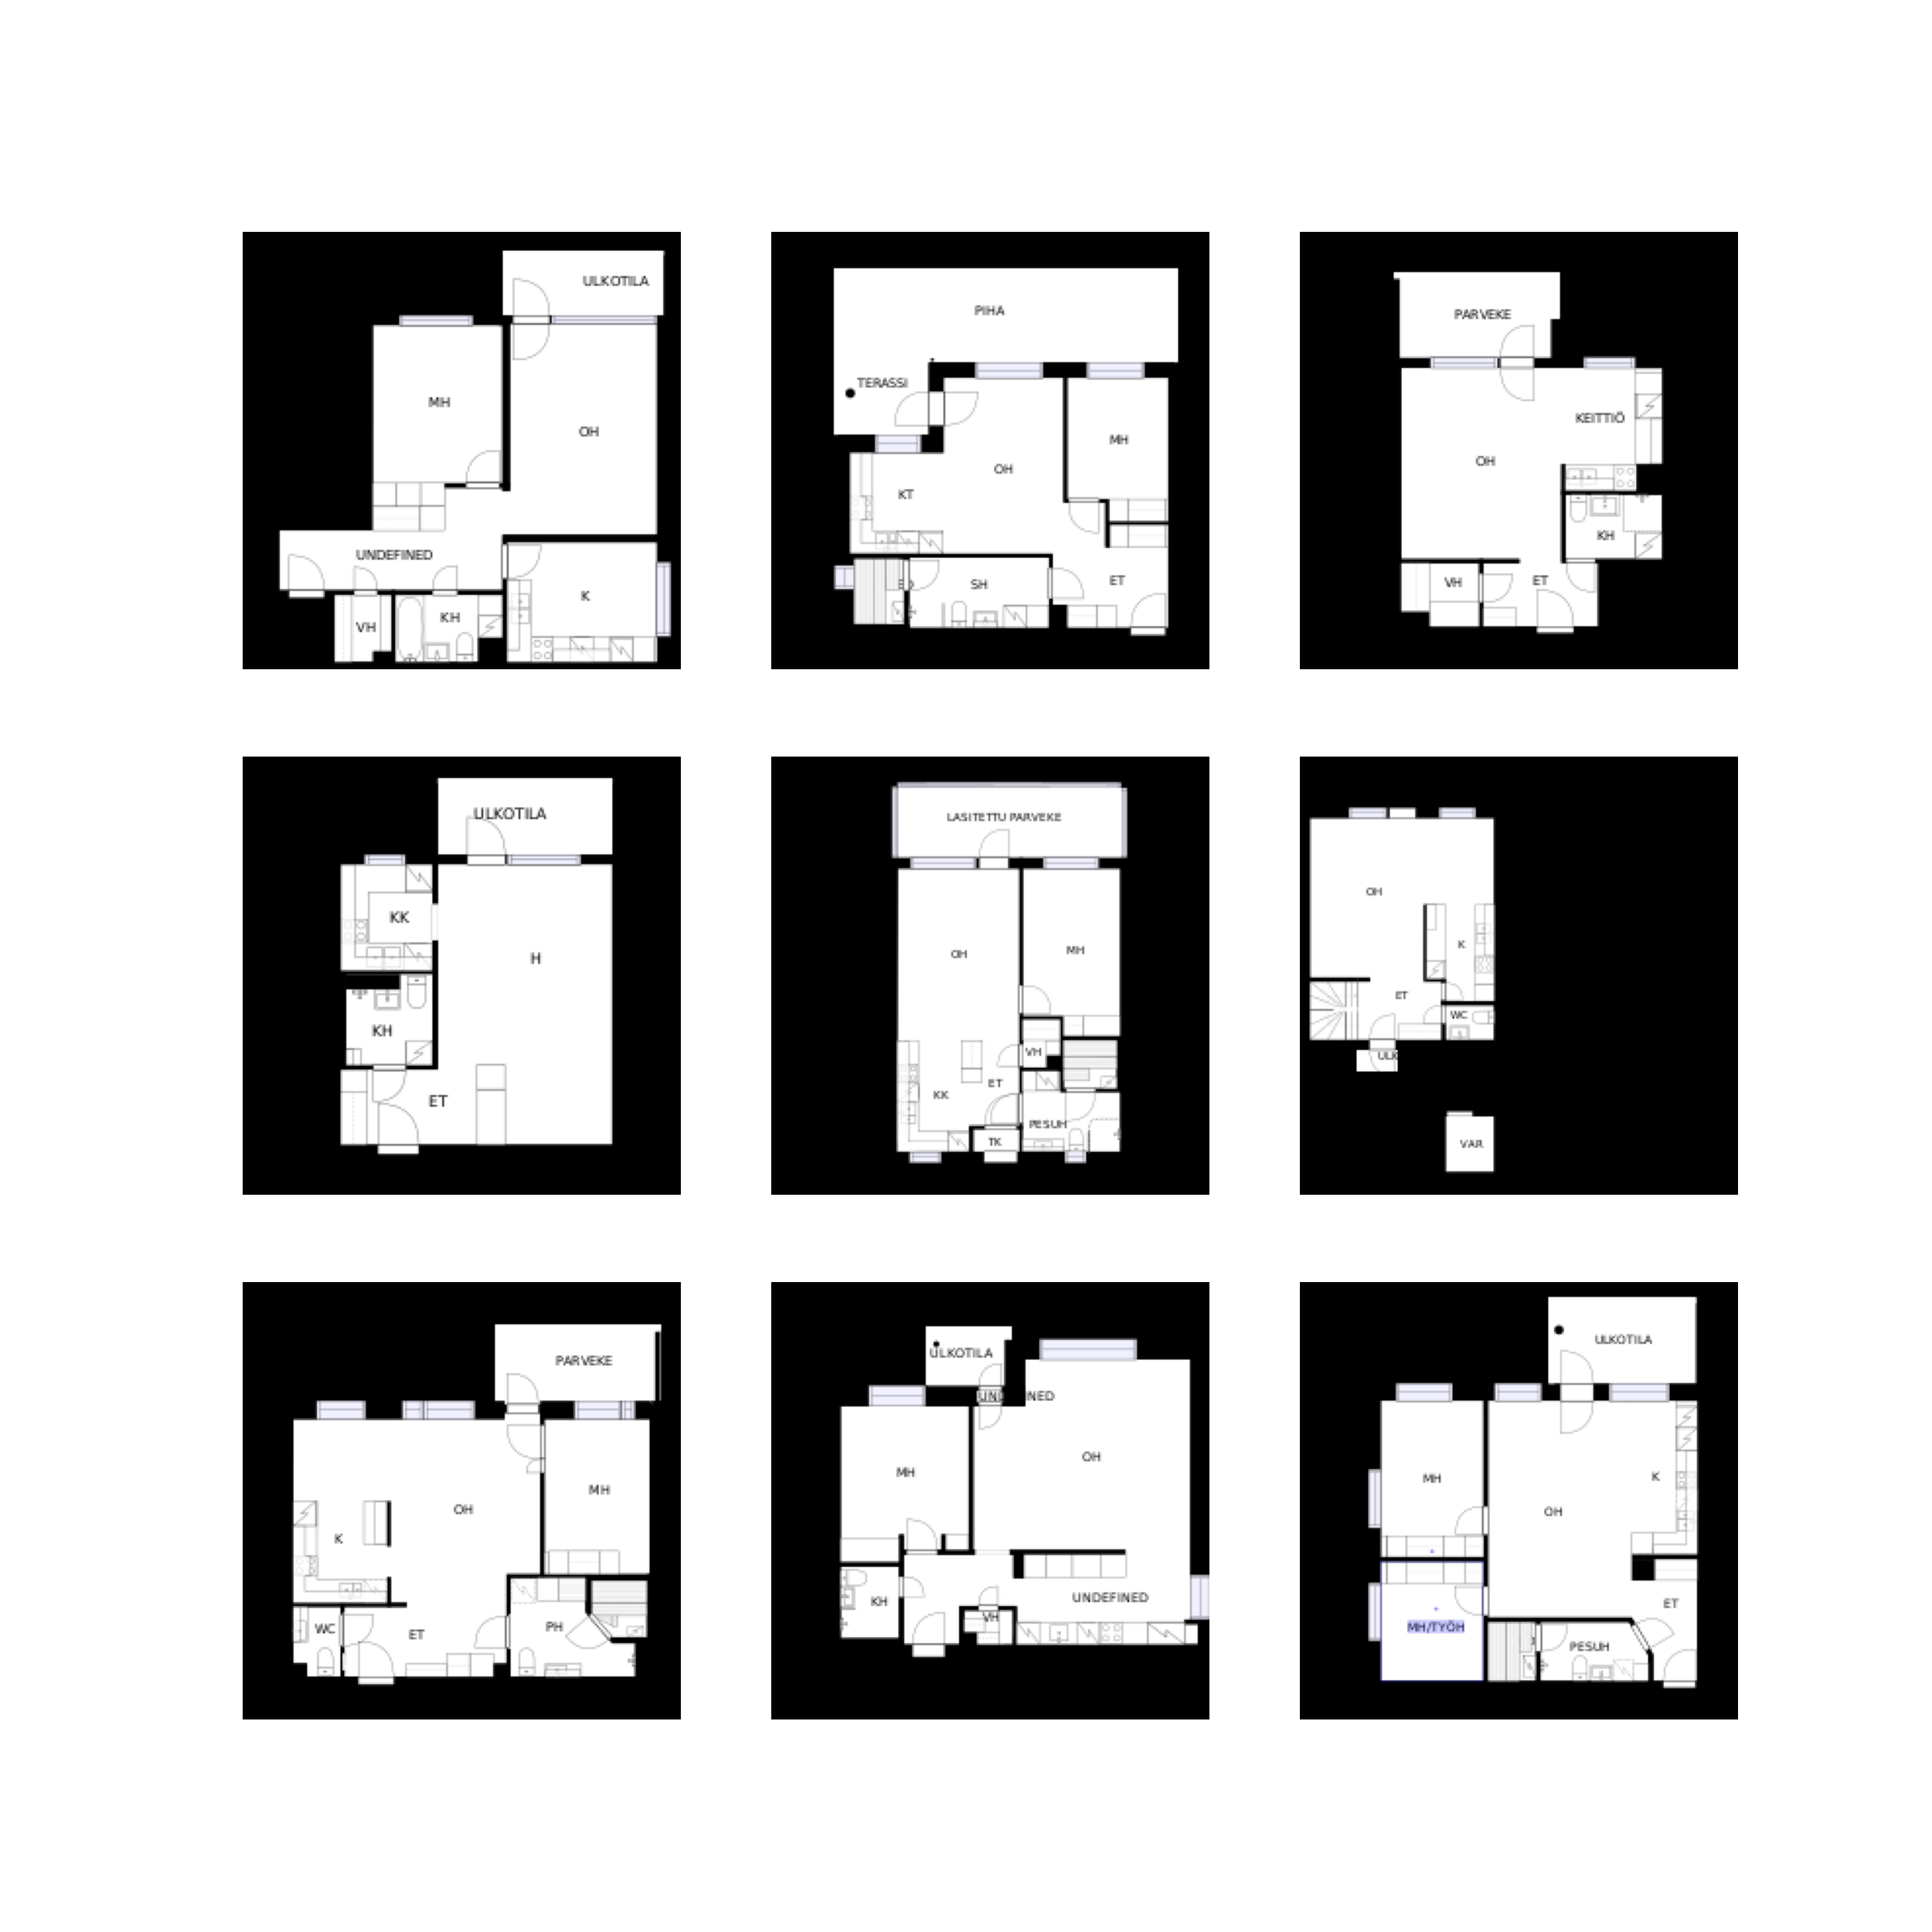 ULKOTILA
MH
OH
UNDEFINED
K
KH
VH
PIHA
TERASSI
MH
OH
KT
SH
ET
PARVEKE
KEITTIÖ
OH
KH
VH
ET
ULKOTILA
KK
H
KH
ET
LASITETTU PARVEKE
OH
MH
VH
ET
KK
PESUH
TK
OH
K
ET
WC
VAR
PARVEKE
MH
OH
K
WC
ET
PH
ULKOTILA
OH
MH
KH
UNDEFINED
VH
ULKOTILA
MH
K
OH
ET
MH/TYÖH
PESUH